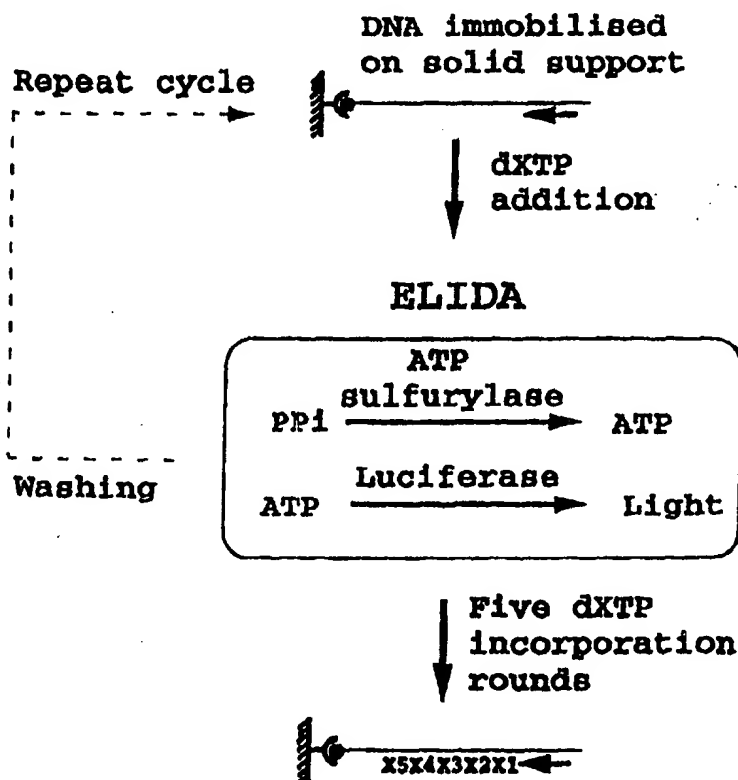 DNA immobilised
on solid support
Repeat cycle
dXTP
addition
ELIDA
ATP
sulfurylase
PPi
ATP
Luciferase
ATP
Light
Washing
Five dXTP
incorporation
rounds
X5X4X3X2X1